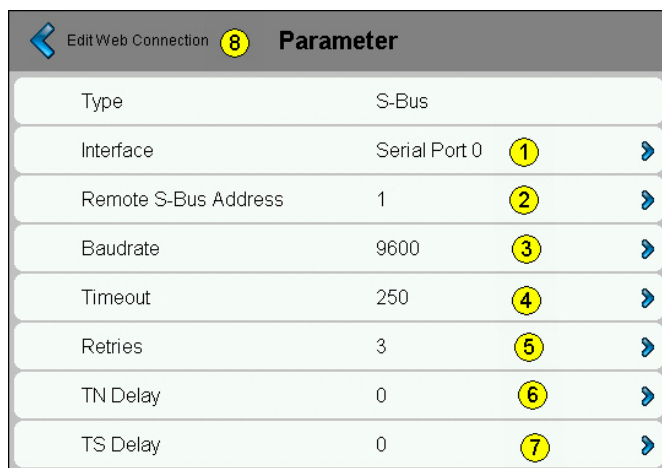 Edit Web Connection 8 Parameter
Type S-Bus
Interface Serial Port 0 1
Remote S-Bus Address 1 2
Baudrate 9600 3
Timeout 250 4
Retries 3 5
TN Delay 0 6
TS Delay 0 7